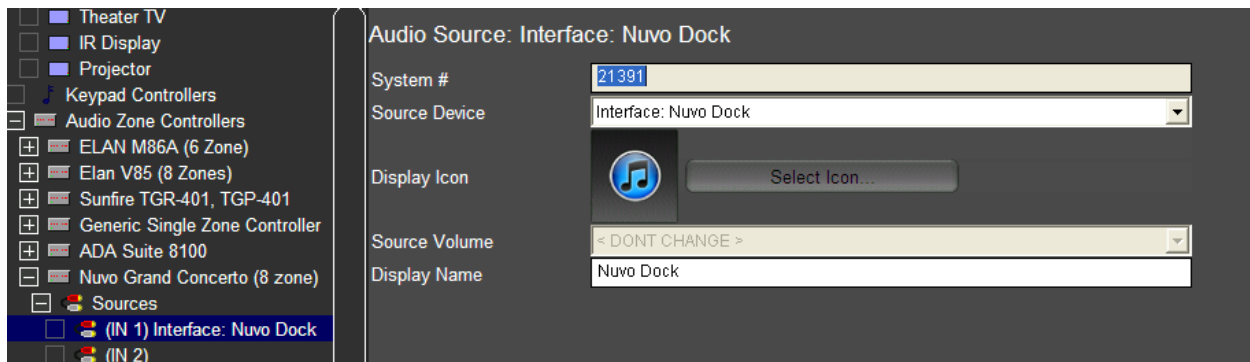 Theater TV
IR Display
Projector
Keypad Controllers
Audio Zone Controllers
ELAN M86A (6 Zone)
Elan V85 (8 Zones)
Sunfire TGR-401, TGP-401
Generic Single Zone Controller
ADA Suite 8100
Nuvo Grand Concerto (8 zone)
Sources
(IN 1) Interface: Nuvo Dock
(IN 2)
Audio Source: Interface: Nuvo Dock
System #
21391
Source Device
Interface: Nuvo Dock
Display Icon
Select Icon...
Source Volume
< DONT CHANGE >
Display Name
Nuvo Dock